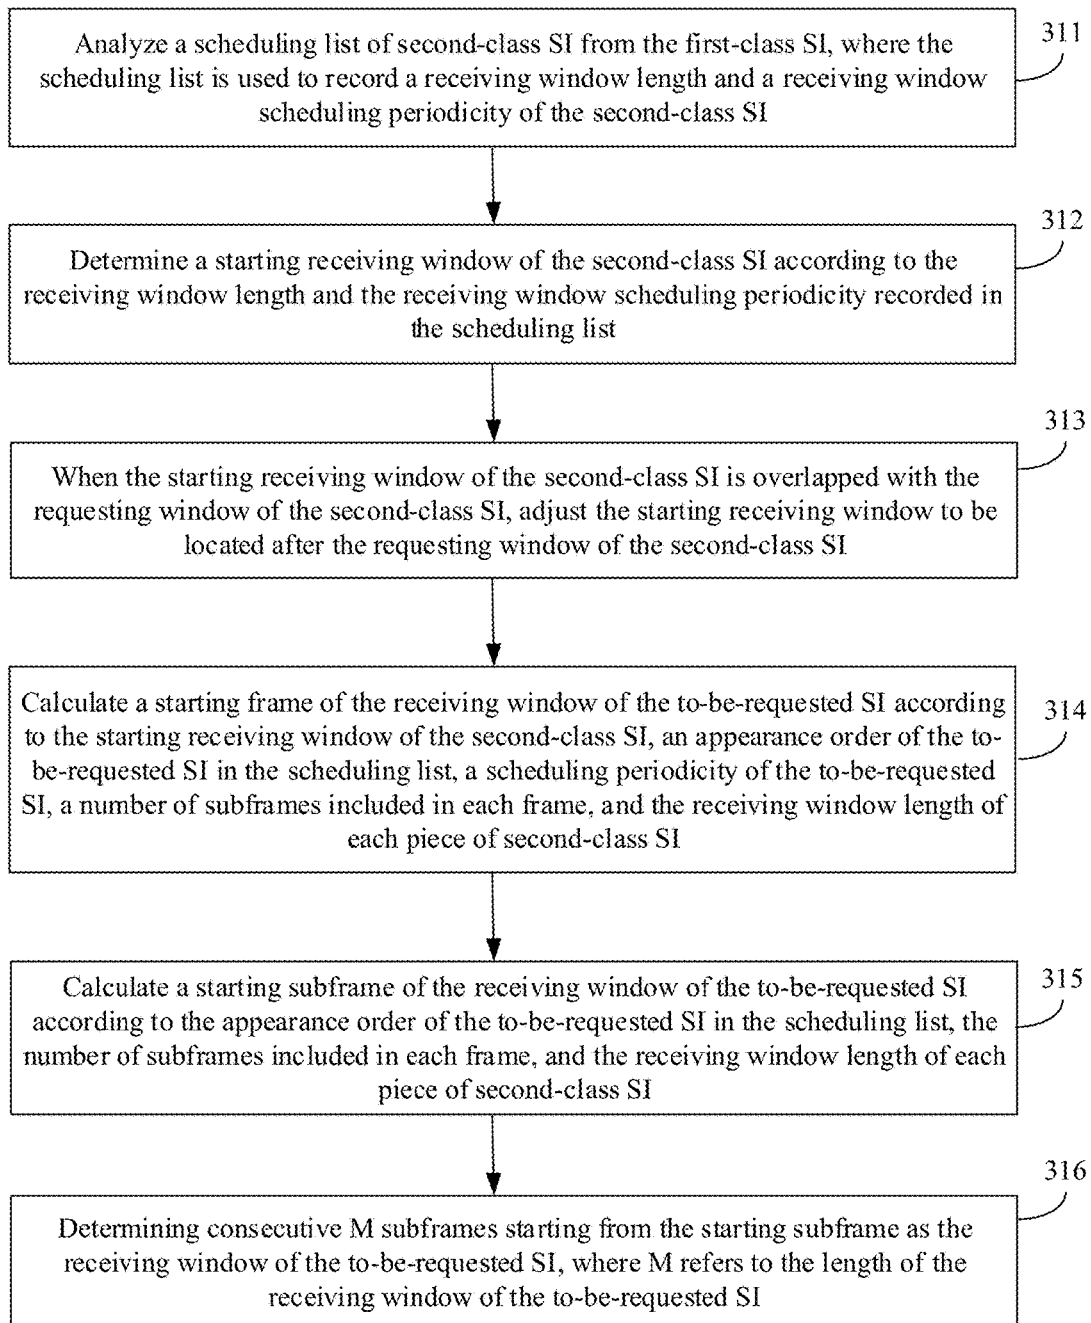 Analyze a scheduling list of second-class SI from the first-class SI, where the
scheduling list is used to record a receiving window length and a receiving window
scheduling periodicity of the second-class SI
311
Determine a starting receiving window of the second-class SI according to the
receiving window length and the receiving window scheduling periodicity recorded in
the scheduling list
312
When the starting receiving window of the second-class SI is overlapped with the
requesting window of the second-class SI, adjust the starting receiving window to be
located after the requesting window of the second-class SI
313
Calculate a starting frame of the receiving window of the to-be-requested SI according
to the starting receiving window of the second-class SI, an appearance order of the to-
be-requested SI in the scheduling list, a scheduling periodicity of the to-be-requested
SI, a number of subframes included in each frame, and the receiving window length of
each piece of second-class SI
314
Calculate a starting subframe of the receiving window of the to-be-requested SI
according to the appearance order of the to-be-requested SI in the scheduling list, the
number of subframes included in each frame, and the receiving window length of each
piece of second-class SI
315
Determining consecutive M subframes starting from the starting subframe as the
receiving window of the to-be-requested SI, where M refers to the length of the
receiving window of the to-be-requested SI
316